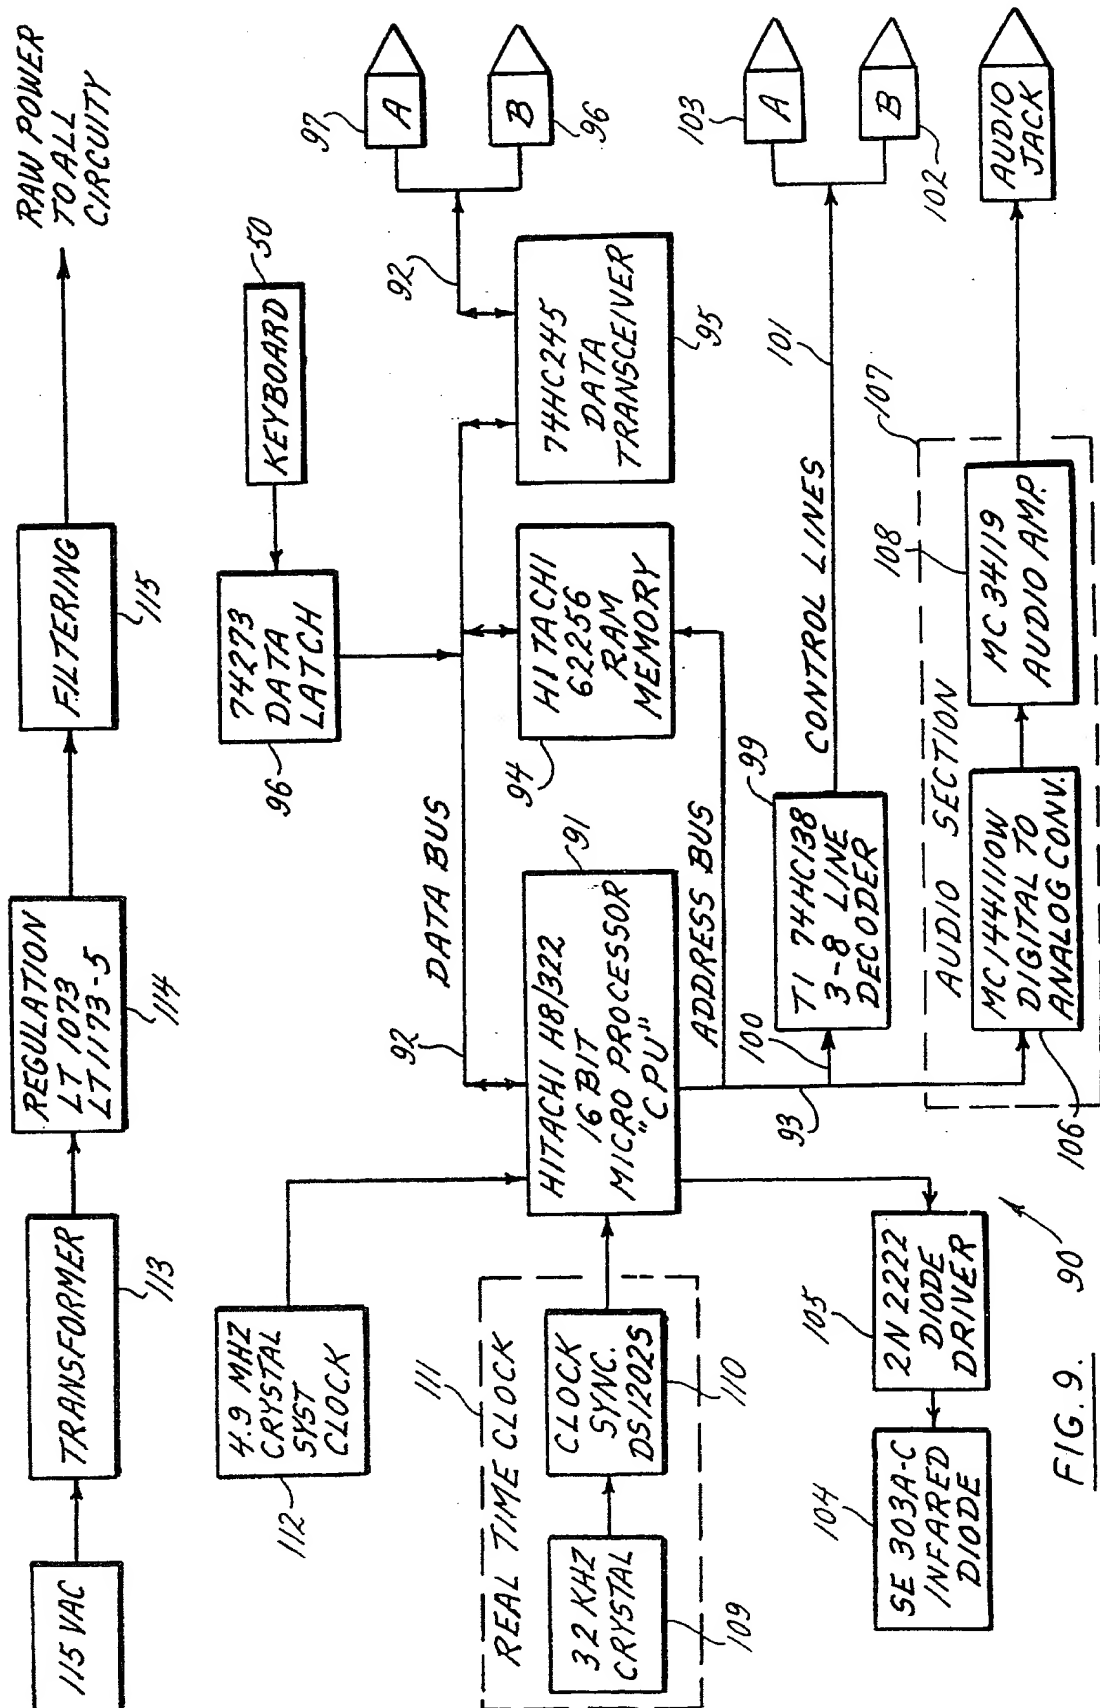 115 VAC
TRANSFORMER
113
REGULATION
LT 1073
LT1173-5
114
FILTERING
115
RAW POWER
TO ALL
CIRCUITY
4.9 MHZ
CRYSTAL
SYST
CLOCK
112
74273
DATA
LATCH
96
KEYBOARD
50
DATA BUS
92
92
97
A
B
96
REAL TIME CLOCK
111
32 KHZ
CRYSTAL
109
CLOCK
SYNC.
DS1202S
110
HITACHI H8/322
16 BIT
MICRO PROCESSOR
"CPU"
91
HITACHI
62256
RAM
MEMORY
94
74HC245
DATA
TRANSCEIVER
95
ADDRESS BUS
93
100
TI 74HC138
3-8 LINE
DECODER
99
CONTROL LINES
101
103
A
B
102
SE 303A-C
INFARED
DIODE
104
2N 2222
DIODE
DRIVER
105
AUDIO SECTION
107
MC144110W
DIGITAL TO
ANALOG CONV.
106
MC 34119
AUDIO AMP.
108
AUDIO
JACK
90
FIG. 9.